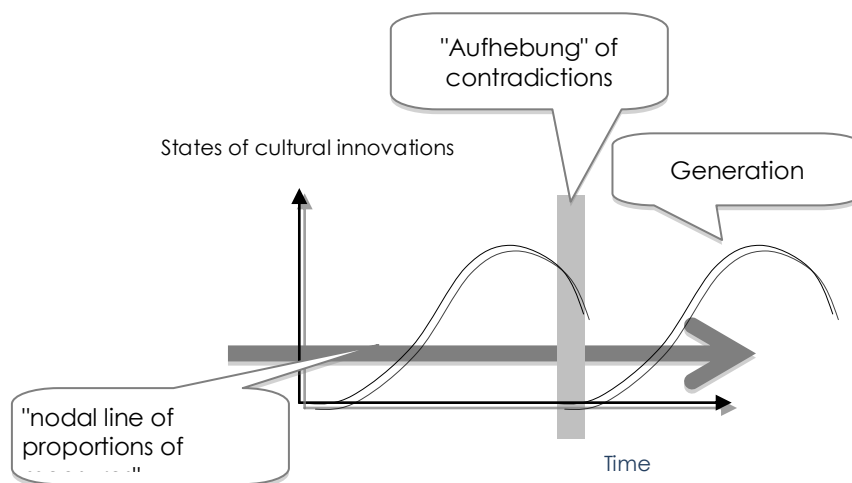 "Aufhebung" of
contradictions
States of cultural innovations
Generation
"nodal line of
proportions of
Time